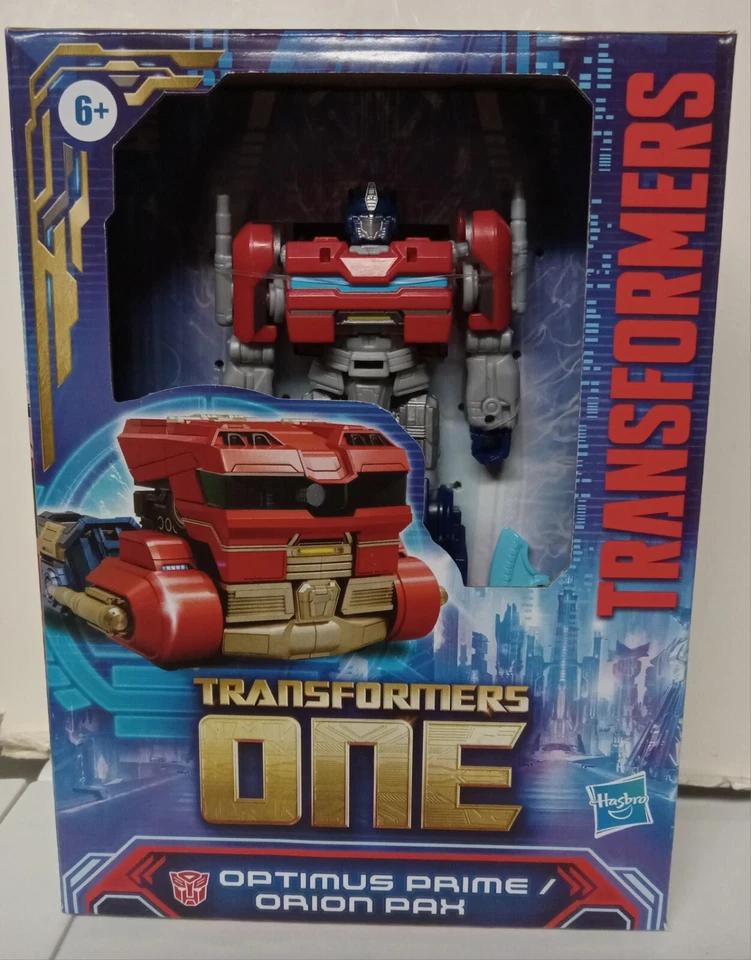 6+
TRANSFORMERS
TRANSFORMERS
ONE
Hasbro
OPTIMUS PRIME /
ORION PAX